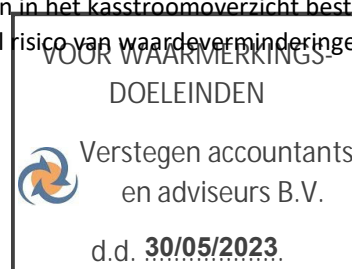 n in het kasstroomoverzicht best
l risico van waardeverminderinge
VOOR WAARMERKINGS-
DOELEINDEN
Verstegen accountants
en adviseurs B.V.
d.d. 30/05/2023.